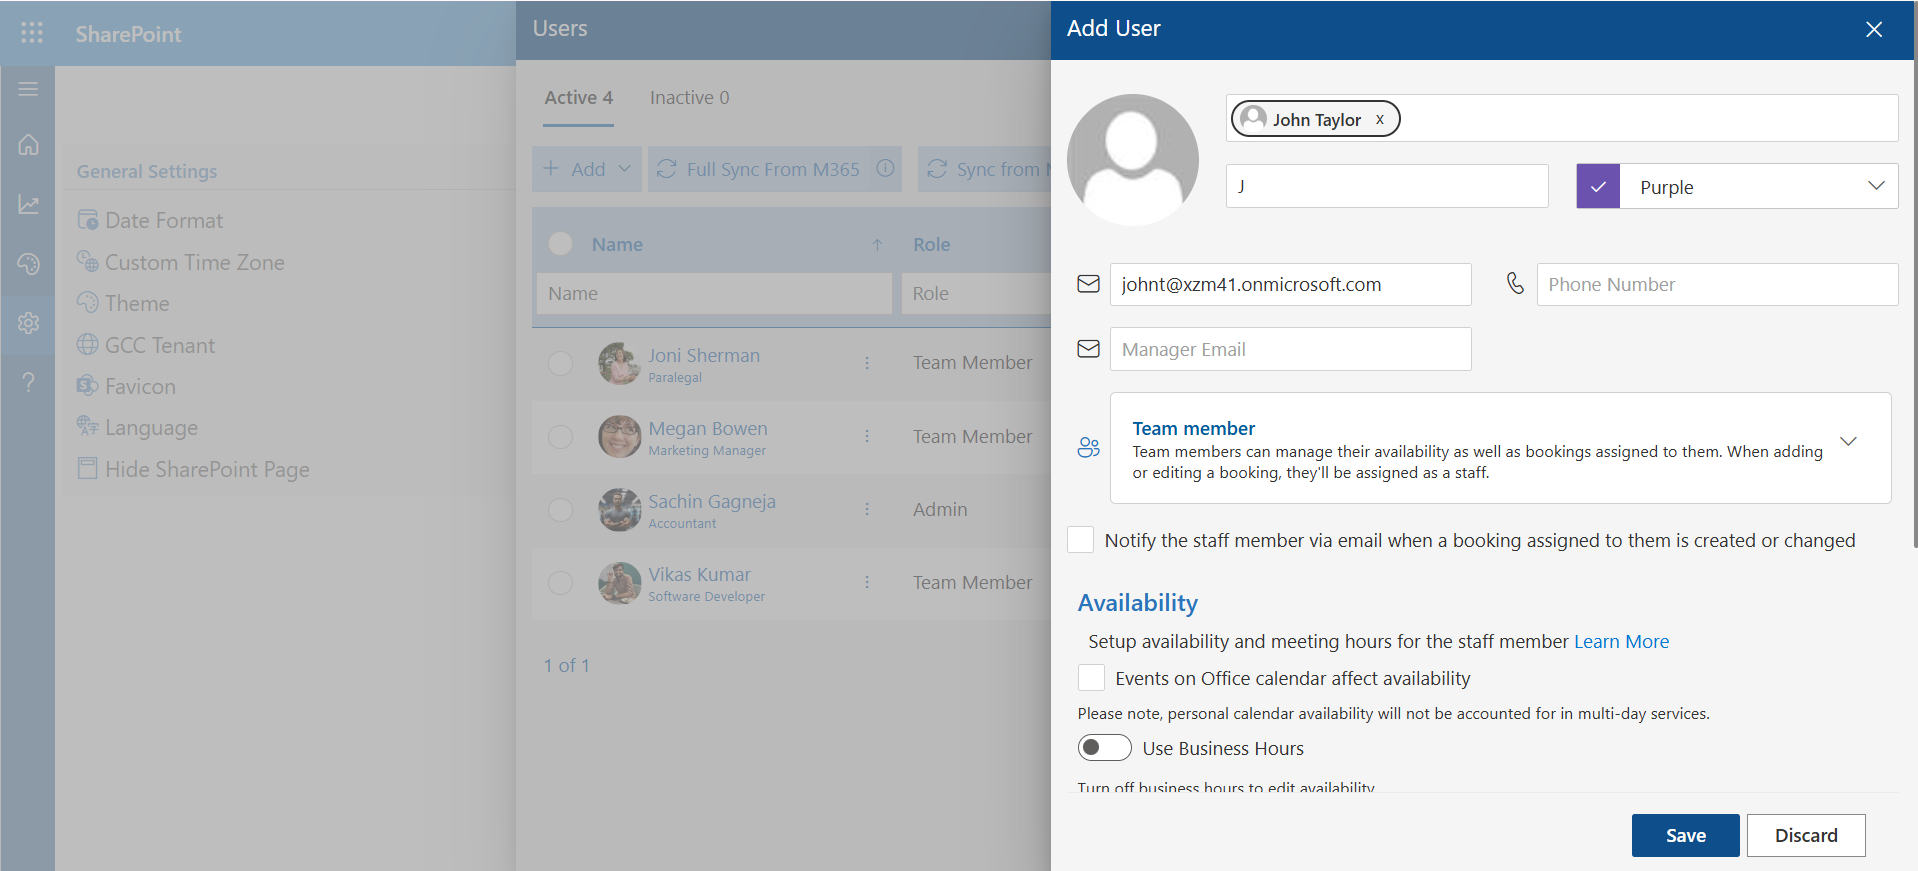 SharePoint
General Settings
Date Format
Custom Time Zone
Theme
GCC Tenant
Favicon
Language
Hide SharePoint Page
Users
Active 4 Inactive 0
+ Add Full Sync From M365 Sync from
Name Role
Name Role
Joni Sherman Team Member
Paralegal
Megan Bowen Team Member
Marketing Manager
Sachin Gagneja Admin
Accountant
Vikas Kumar Team Member
Software Developer
1 of 1
Add User
John Taylor x
J Purple
johnt@xzm41.onmicrosoft.com Phone Number
Manager Email
Team member
Team members can manage their availability as well as bookings assigned to them. When adding
or editing a booking, they'll be assigned as a staff.
Notify the staff member via email when a booking assigned to them is created or changed
Availability
Setup availability and meeting hours for the staff member Learn More
Events on Office calendar affect availability
Please note, personal calendar availability will not be accounted for in multi-day services.
Use Business Hours
Turn off business hours to edit availability
Save Discard